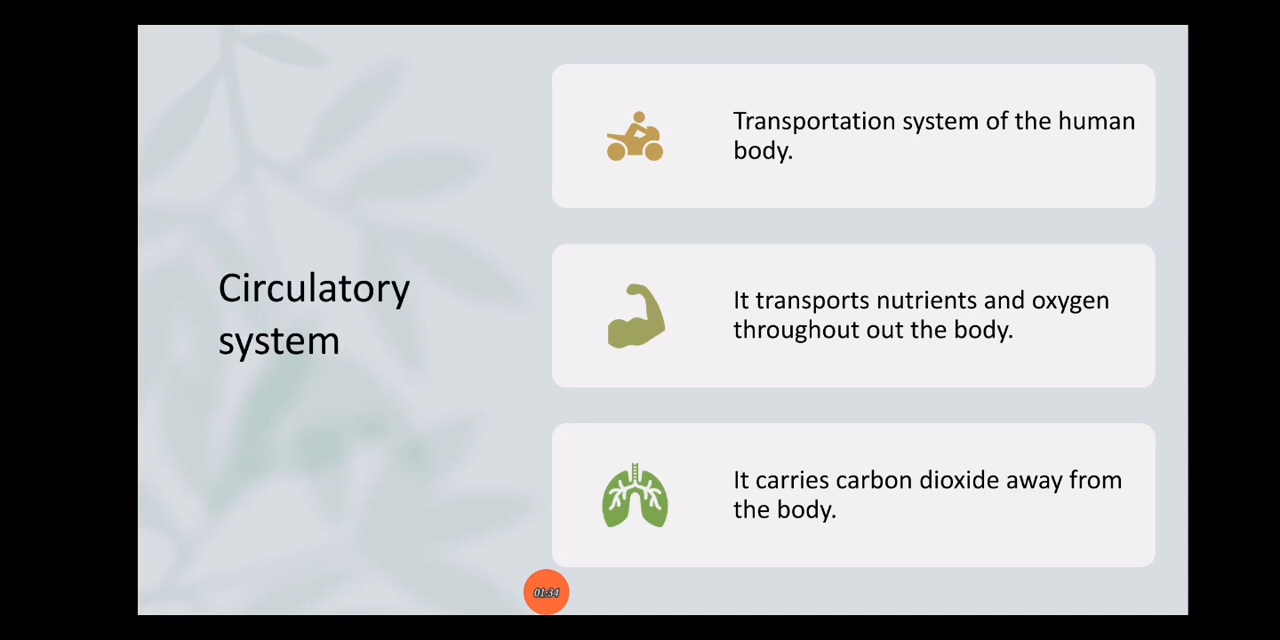 Circulatory
system
Transportation system of the human
body.
It transports nutrients and oxygen
throughout out the body.
It carries carbon dioxide away from
the body.
01:34